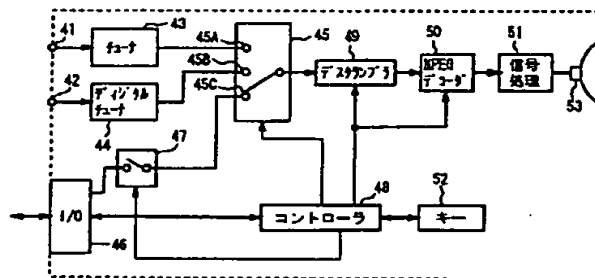 41
43
チューナ
42
ディジタル
チューナ
44
45A
45B
45C
45
49
デスクランブラ
50
MPEG
デコーダ
51
信号
処理
53
47
I/O
46
48
コントローラ
52
キー